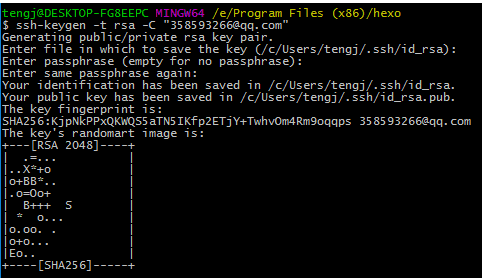 tengj@DESKTOP-FG8EEPC MINGW64 /e/Program Files (x86)/hexo
$ ssh-keygen -t rsa -C "358593266@qq.com"
Generating public/private rsa key pair.
Enter file in which to save the key (/c/Users/tengj/.ssh/id_rsa):
Enter passphrase (empty for no passphrase):
Enter same passphrase again:
Your identification has been saved in /c/Users/tengj/.ssh/id_rsa.
Your public key has been saved in /c/Users/tengj/.ssh/id_rsa.pub.
The key fingerprint is:
SHA256:KjpNkPPxQKWQS5aTN5IKfp2ETjY+TwhvOm4Rm9oqqps 358593266@qq.com
The key's randomart image is:
+---[RSA 2048]----+
|  .=...          |
|..X*+o           |
|o+BB*..          |
|.o=Oo+           |
|  B+++  S        |
| *  o...         |
|o.oo. .          |
|o+o...           |
|Eo..             |
+----[SHA256]-----+